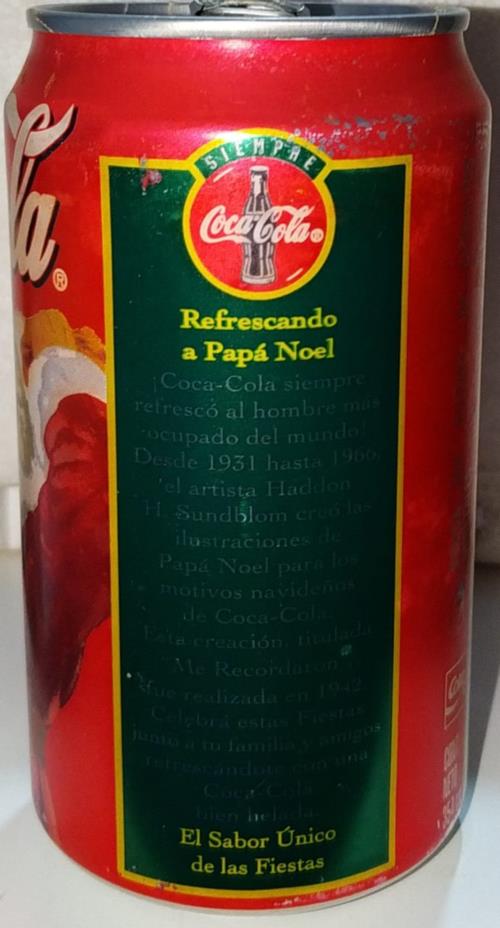 SIEMPRE
Coca-Cola
la®
Refrescando
a Papá Noel
¡Coca-Cola siempre
refrescó al hombre más
ocupado del mundo!
Desde 1931 hasta 1966,
el artista Haddon
H. Sundblom creó las
ilustraciones de
Papá Noel para los
motivos navideños
de Coca-Cola.
Esta creación, titulada
"Me Recordaron",
fue realizada en 1942.
Celebrá estas Fiestas
junto a tu familia y amigos
refrescándote con una
Coca-Cola
bien helada.
El Sabor Único
de las Fiestas